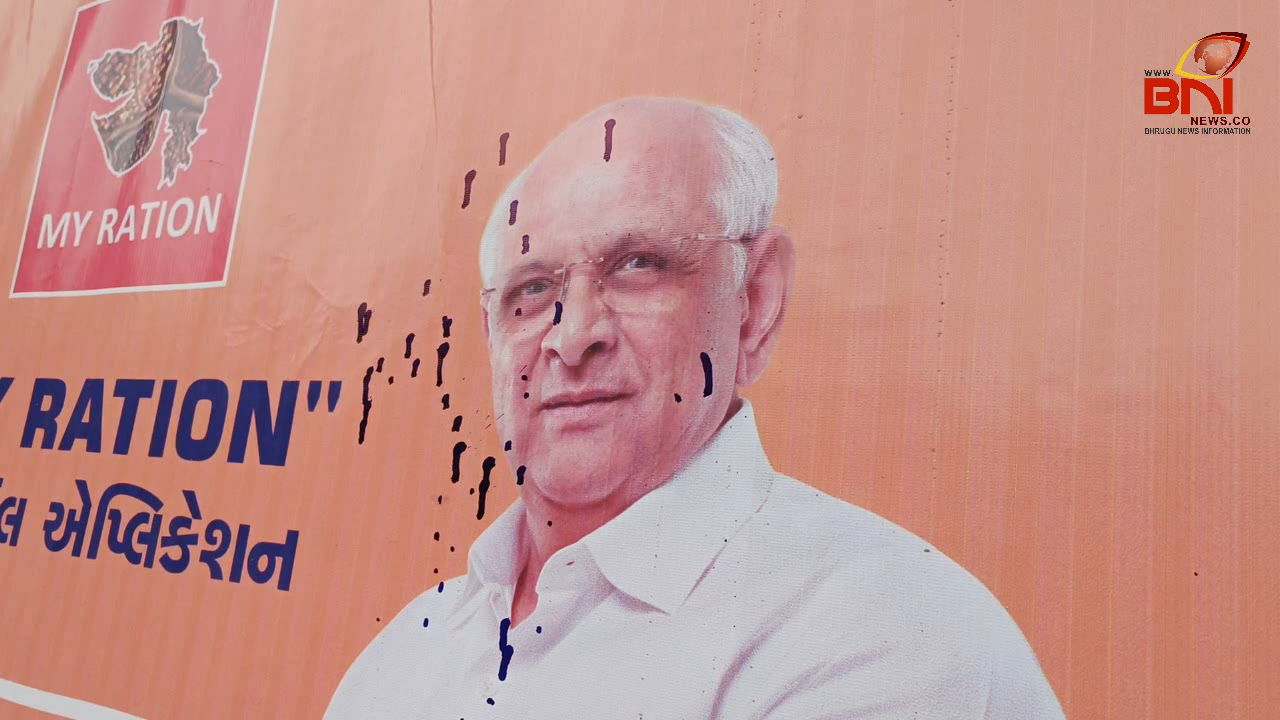 MY RATION
RATION"
એપ્લિકેશન
WWW.
BNI
NEWS.CO
BHRUGU NEWS INFORMATION